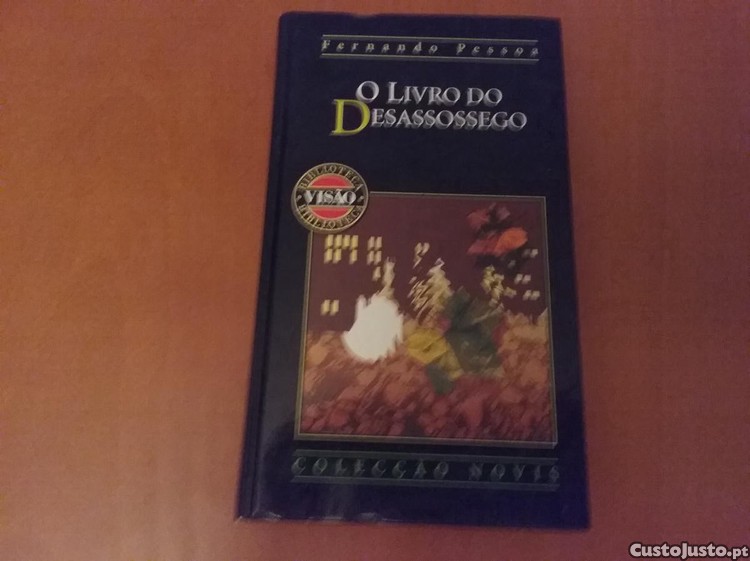 Fernando Pessoa
O LIVRO DO
DESASSOSSEGO
BIBLIOTECA
VISÃO
BIBLIOTECA
COLECÇÃO NOVIS
CustoJusto.pt